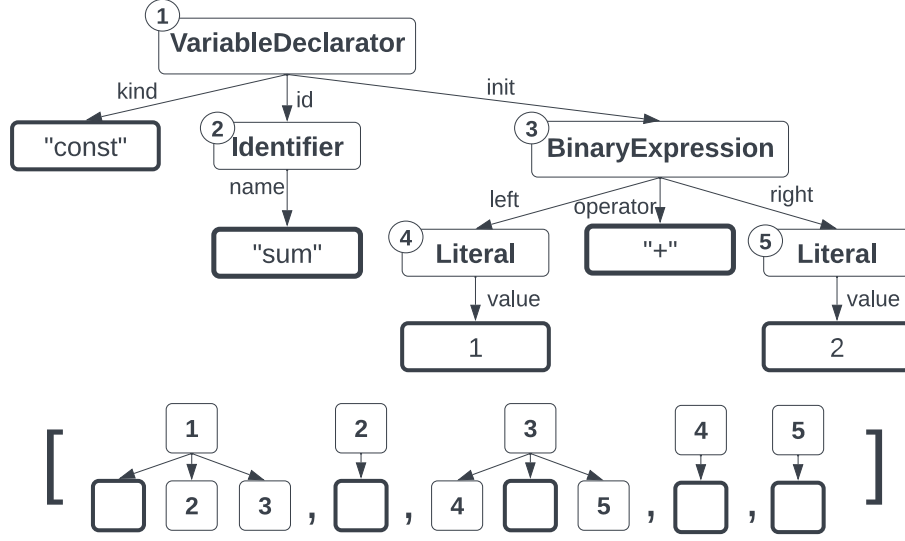 1
VariableDeclarator
kind
id
init
"const"
2
Identifier
3
BinaryExpression
name
left
operator
right
"sum"
4
Literal
"+"
5
Literal
value
value
1
2
[ 1 2 3 4 5 ]
2 3 , , 4 5 , ,